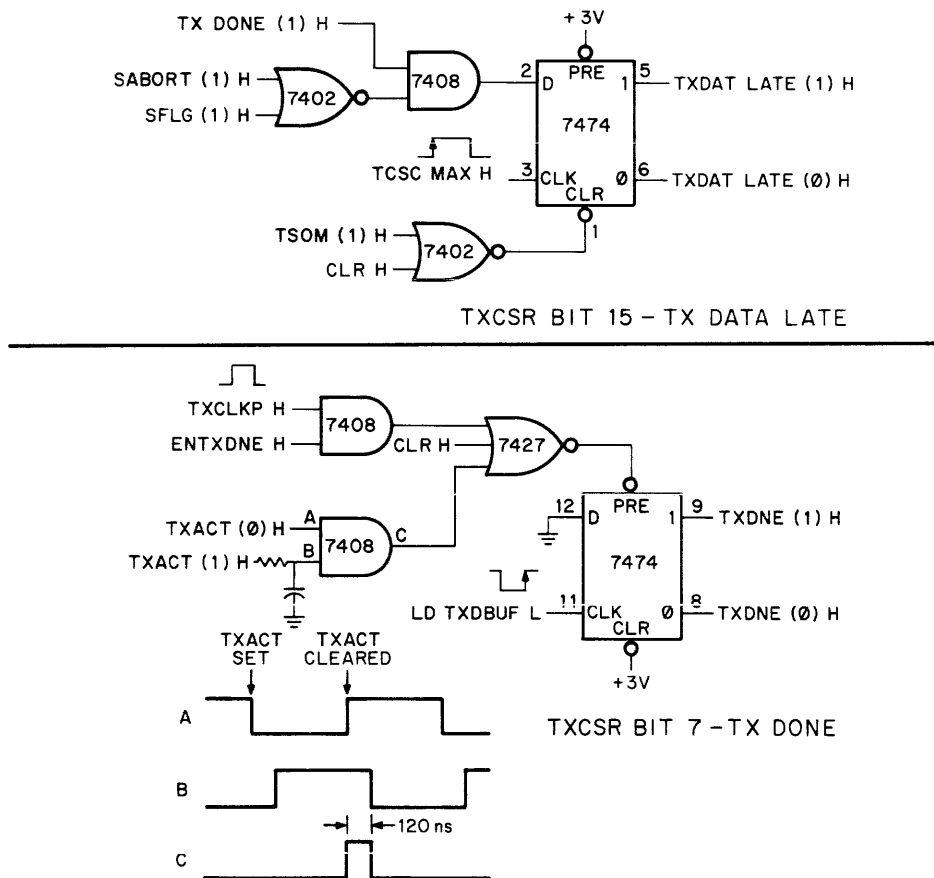 +3V
TX DONE (1) H
SABORT (1) H
7402
SFLG (1) H
7408
2 D PRE 1 5 TXDAT LATE (1) H
7474
TCSC MAX H
3 CLK CLR Ø 6 TXDAT LATE (Ø) H
1
TSOM (1) H
7402
CLR H
TXCSR BIT 15 - TX DATA LATE
TXCLKP H
7408
ENTXDNE H
CLR H
7427
TXACT (Ø) H A
7408
C
TXACT (1) H B
12 D PRE 1 9 TXDNE (1) H
7474
LD TXDBUF L 11 CLK CLR Ø 8 TXDNE (Ø) H
+3V
TXACT SET
TXACT CLEARED
A
TXCSR BIT 7 - TX DONE
B
120 ns
C